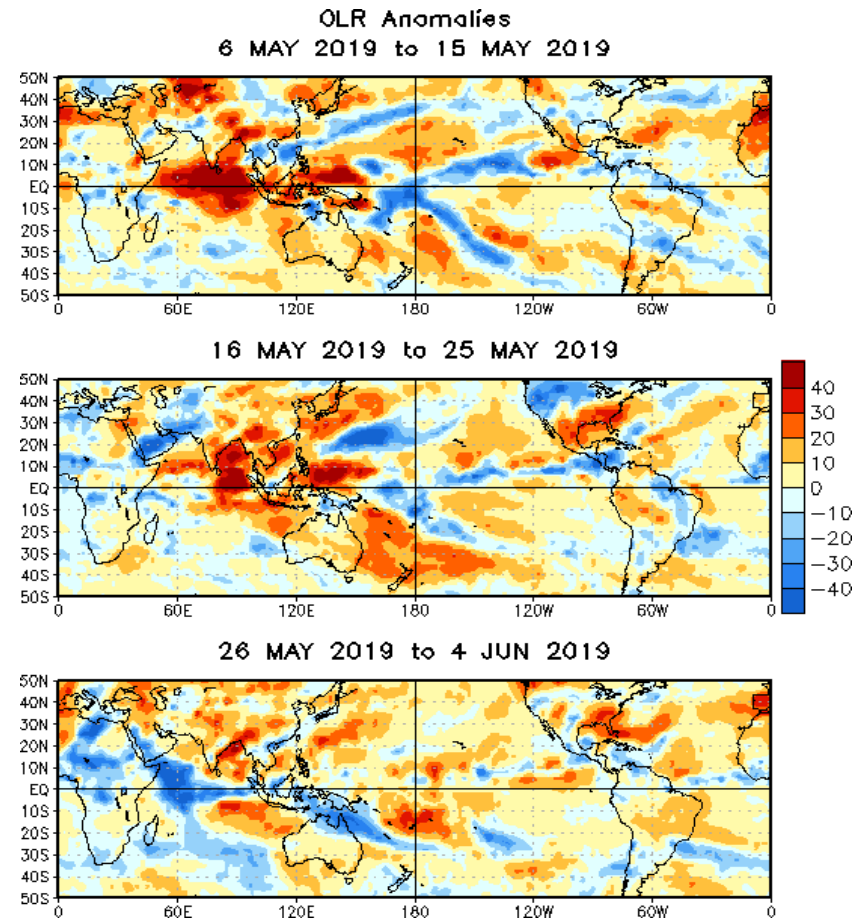 OLR Anomalies
6 MAY 2019 to 15 MAY 2019
50N
40N
30N
20N
10N
EQ
10S
20S
30S
40S
50S
0 60E 120E 180 120W 60W 0
16 MAY 2019 to 25 MAY 2019
50N
40N
30N
20N
10N
EQ
10S
20S
30S
40S
50S
0 60E 120E 180 120W 60W 0
40
30
20
10
0
−10
−20
−30
−40
26 MAY 2019 to 4 JUN 2019
50N
40N
30N
20N
10N
EQ
10S
20S
30S
40S
50S
0 60E 120E 180 120W 60W 0